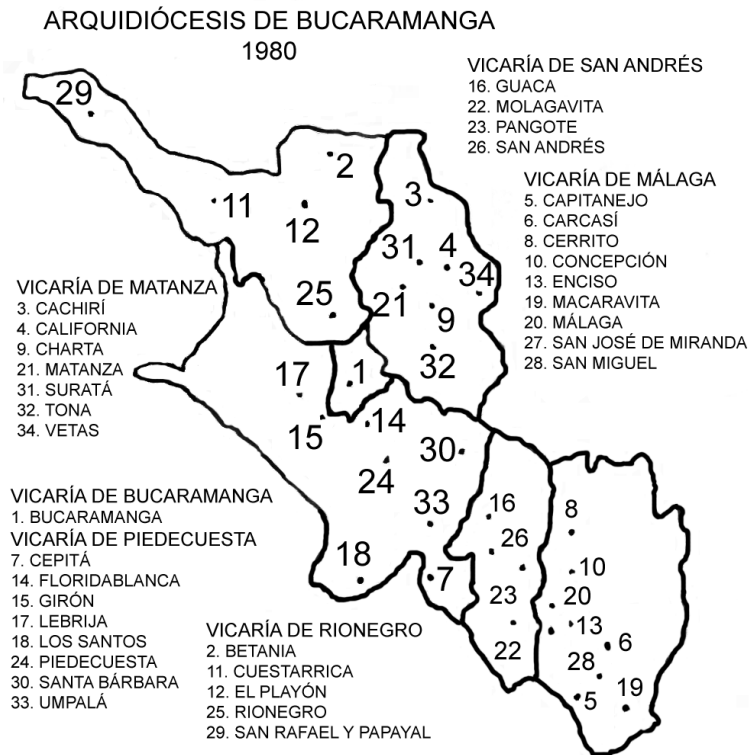 ARQUIDIÓCESIS DE BUCARAMANGA
1980
VICARÍA DE SAN ANDRÉS
16. GUACA
22. MOLAGAVITA
23. PANGOTE
26. SAN ANDRÉS
VICARÍA DE MÁLAGA
5. CAPITANEJO
6. CARCASÍ
8. CERRITO
10. CONCEPCIÓN
13. ENCISO
19. MACARAVITA
20. MÁLAGA
27. SAN JOSÉ DE MIRANDA
28. SAN MIGUEL
VICARÍA DE MATANZA
3. CACHIRÍ
4. CALIFORNIA
9. CHARTA
21. MATANZA
31. SURATÁ
32. TONA
34. VETAS
VICARÍA DE BUCARAMANGA
1. BUCARAMANGA
VICARÍA DE PIEDECUESTA
7. CEPITÁ
14. FLORIDABLANCA
15. GIRÓN
17. LEBRIJA
18. LOS SANTOS
24. PIEDECUESTA
30. SANTA BÁRBARA
33. UMPALÁ
VICARÍA DE RIONEGRO
2. BETANIA
11. CUESTARRICA
12. EL PLAYÓN
25. RIONEGRO
29. SAN RAFAEL Y PAPAYAL
29
2
11
12
3
31
4
34
21
25
9
32
17
1
15
14
24
30
33
18
7
16
26
23
22
8
10
20
13
6
28
5
19